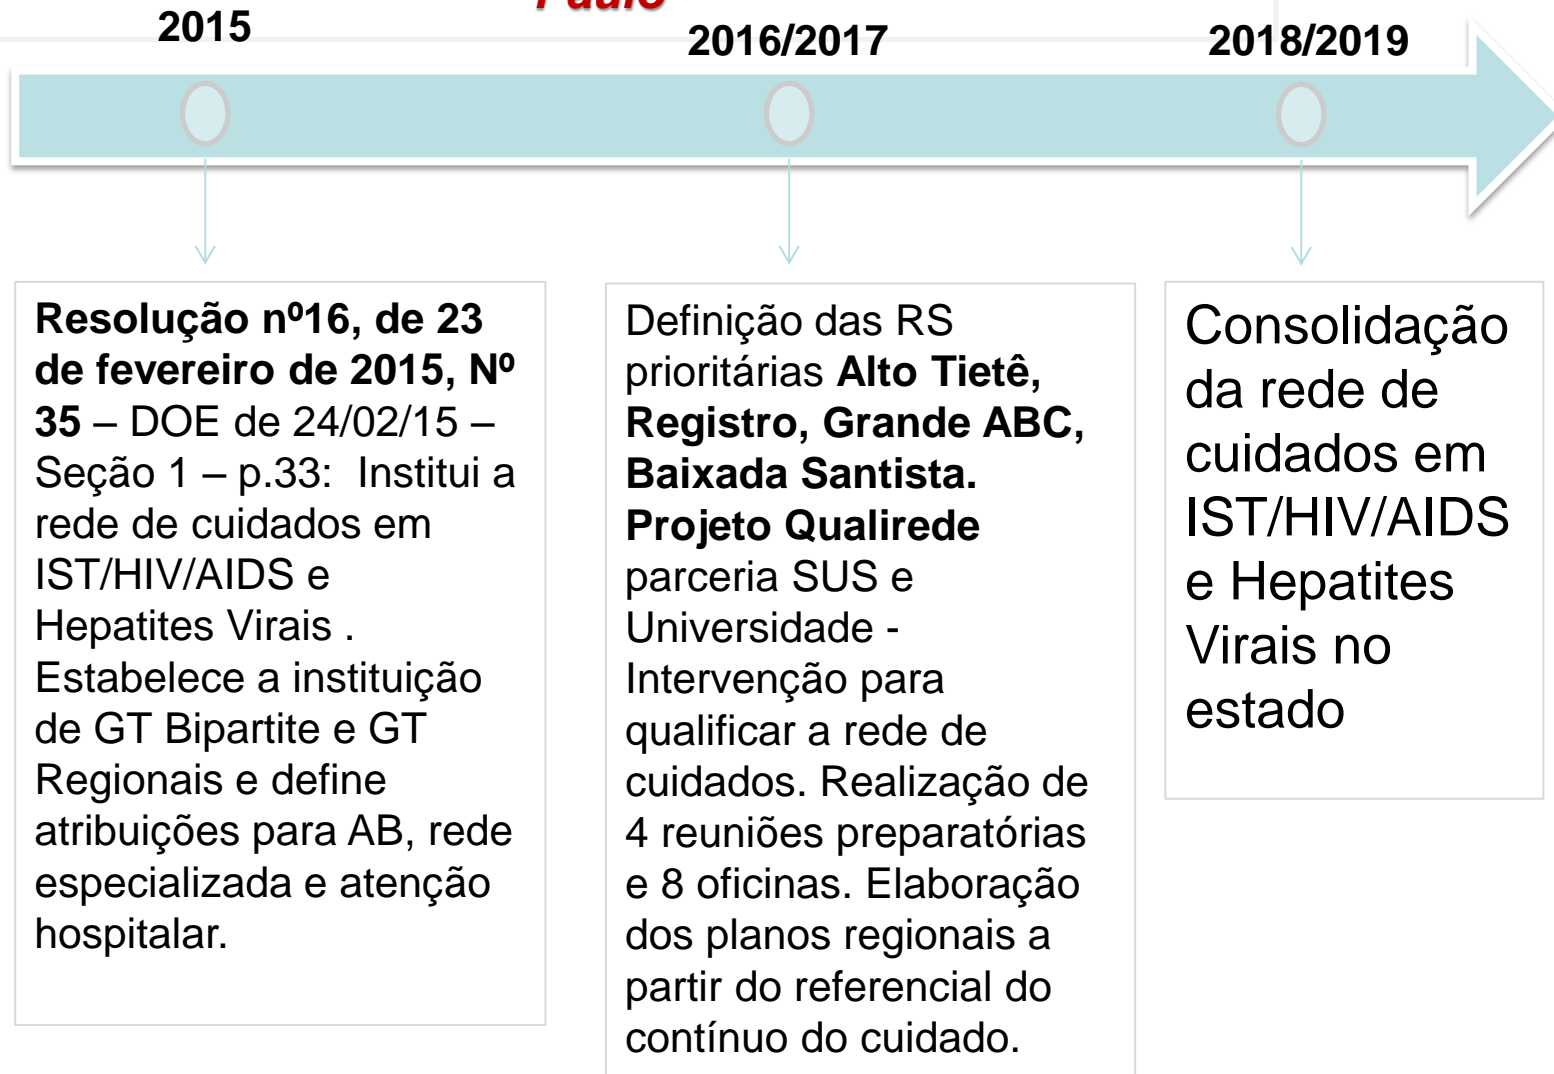 Paulo
2015
2016/2017
2018/2019
Resolução nº16, de 23
de fevereiro de 2015, Nº
35 – DOE de 24/02/15 –
Seção 1 – p.33:  Institui a
rede de cuidados em
IST/HIV/AIDS e
Hepatites Virais .
Estabelece a instituição
de GT Bipartite e GT
Regionais e define
atribuições para AB, rede
especializada e atenção
hospitalar.
Definição das RS
prioritárias Alto Tietê,
Registro, Grande ABC,
Baixada Santista.
Projeto Qualirede
parceria SUS e
Universidade -
Intervenção para
qualificar a rede de
cuidados. Realização de
4 reuniões preparatórias
e 8 oficinas. Elaboração
dos planos regionais a
partir do referencial do
contínuo do cuidado.
Consolidação
da rede de
cuidados em
IST/HIV/AIDS
e Hepatites
Virais no
estado